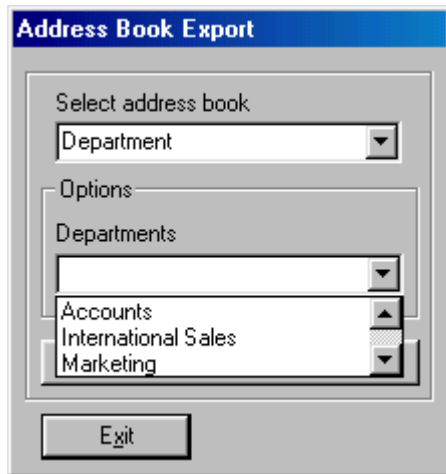 Address Book Export
Select address book
Department
Options
Departments
Accounts
International Sales
Marketing
Exit